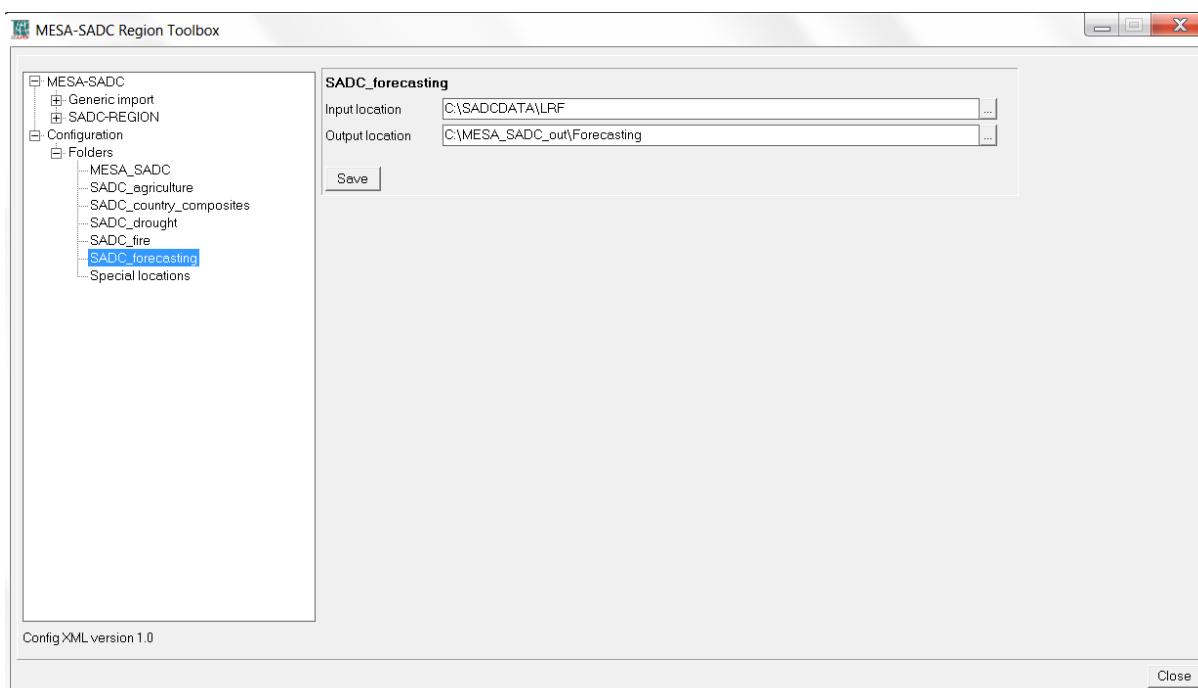 MESA-SADC Region Toolbox
MESA-SADC
Generic import
SADC-REGION
Configuration
Folders
MESA_SADC
SADC_agriculture
SADC_country_composites
SADC_drought
SADC_fire
SADC_forecasting
Special locations
SADC_forecasting
Input location C:\SADCDATA\LRF ...
Output location C:\MESA_SADC_out\Forecasting ...
Save
Config XML version 1.0
Close